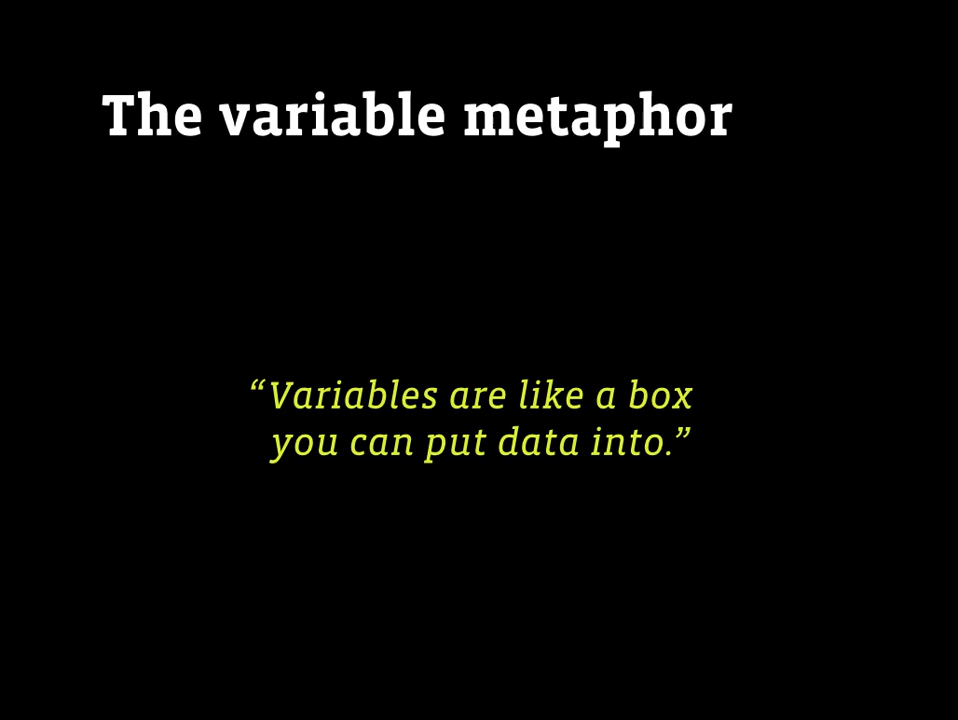 The variable metaphor
“Variables are like a box
you can put data into.”